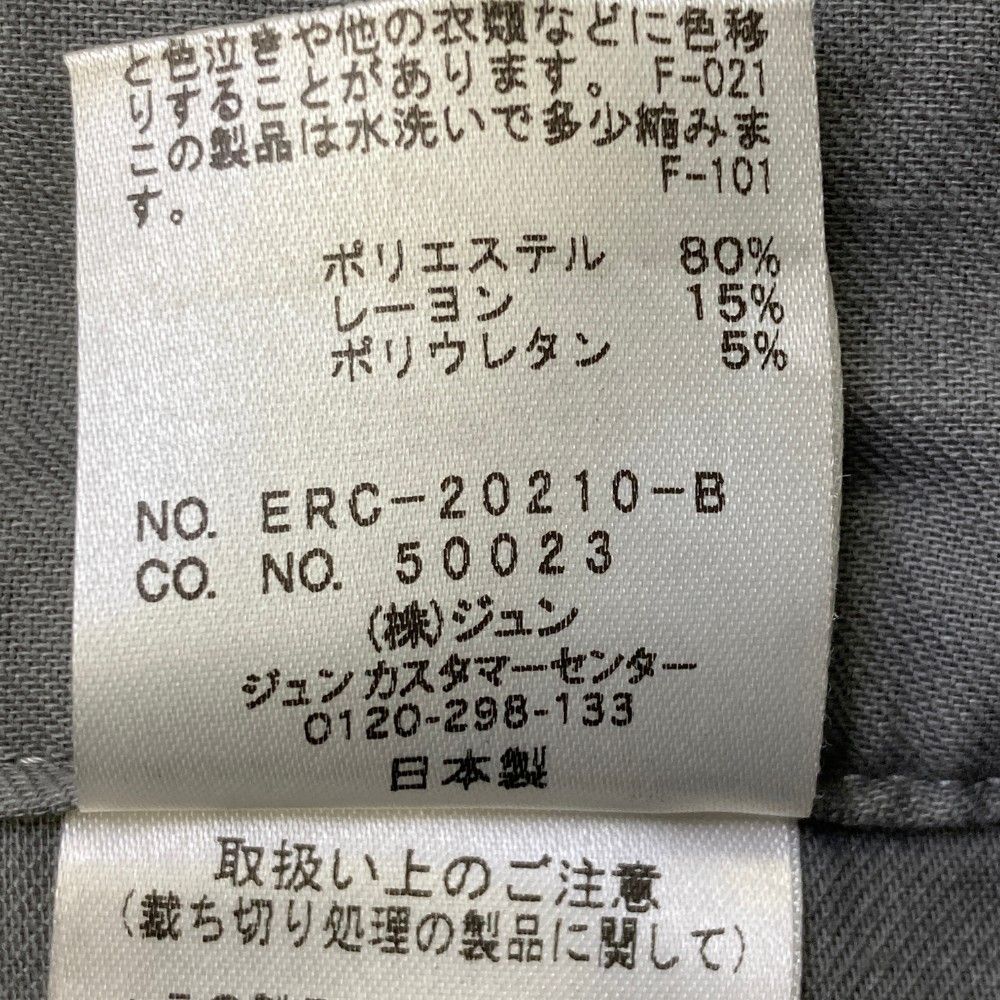 と色泣きや他の衣類などに色移
りすることがあります。 F-021
この製品は水洗いで多少縮みま
す。 F-101
ポリエステル 80%
レーヨン 15%
ポリウレタン 5%
NO. ERC-20210-B
CO. NO. 50023
(株)ジュン
ジュンカスタマーセンター
0120-298-133
日本製
取扱い上のご注意
(裁ち切り処理の製品に関して)